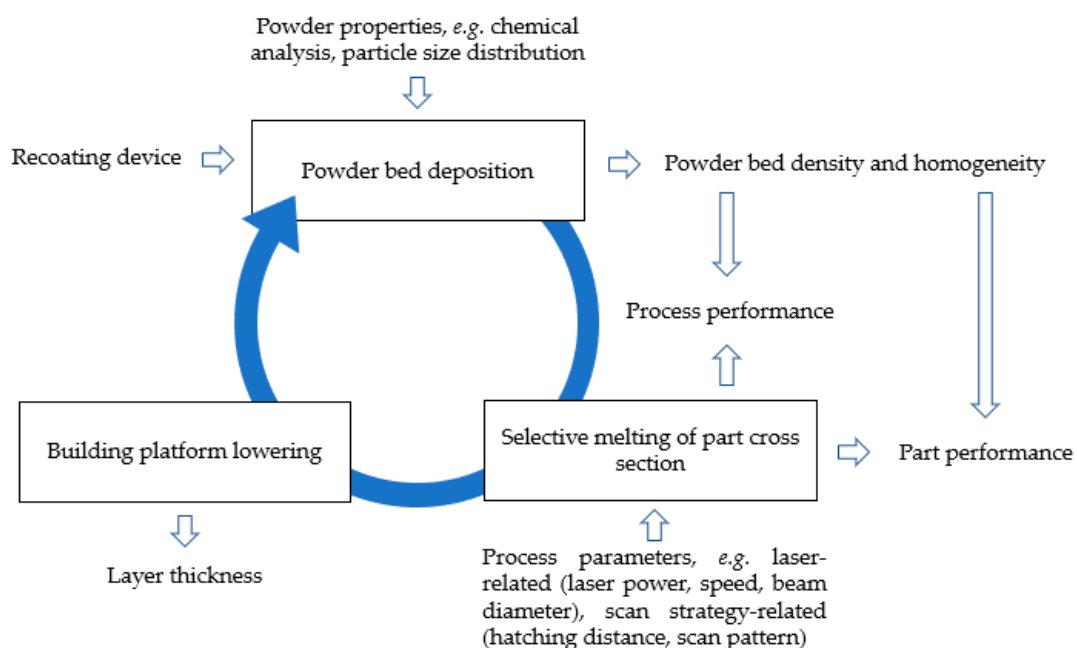 Powder properties, e.g. chemical
analysis, particle size distribution
Recoating device
Powder bed deposition
Powder bed density and homogeneity
Process performance
Building platform lowering
Selective melting of part cross
section
Part performance
Layer thickness
Process parameters, e.g. laser-
related (laser power, speed, beam
diameter), scan strategy-related
(hatching distance, scan pattern)